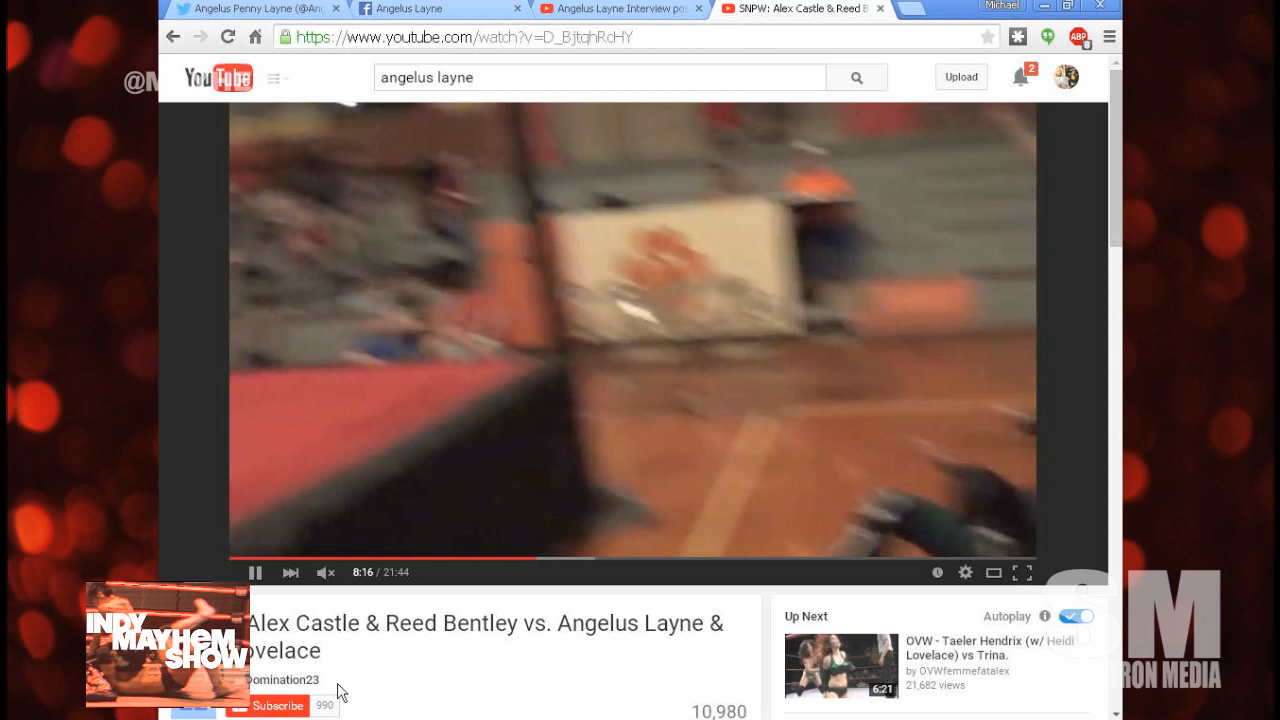 Angelus Penny Layne (@Ang
Angelus Layne
Angelus Layne Interview pos
SNPW: Alex Castle & Reed B
Michael
https://www.youtube.com/watch?v=D_BjtqhRcHY
ABP
8
@M
YouTube
angelus layne
Upload
2
8:16 / 21:44
INDY
MAYHEM
SHOW
Alex Castle & Reed Bentley vs. Angelus Layne &
ovelace
Domination23
Subscribe 990
10,980
Up Next
Autoplay
OVW - Taeler Hendrix (w/ Heidi
Lovelace) vs Trina.
by OVWfemmefatalex
21,682 views
6:21
SM
TRON MEDIA